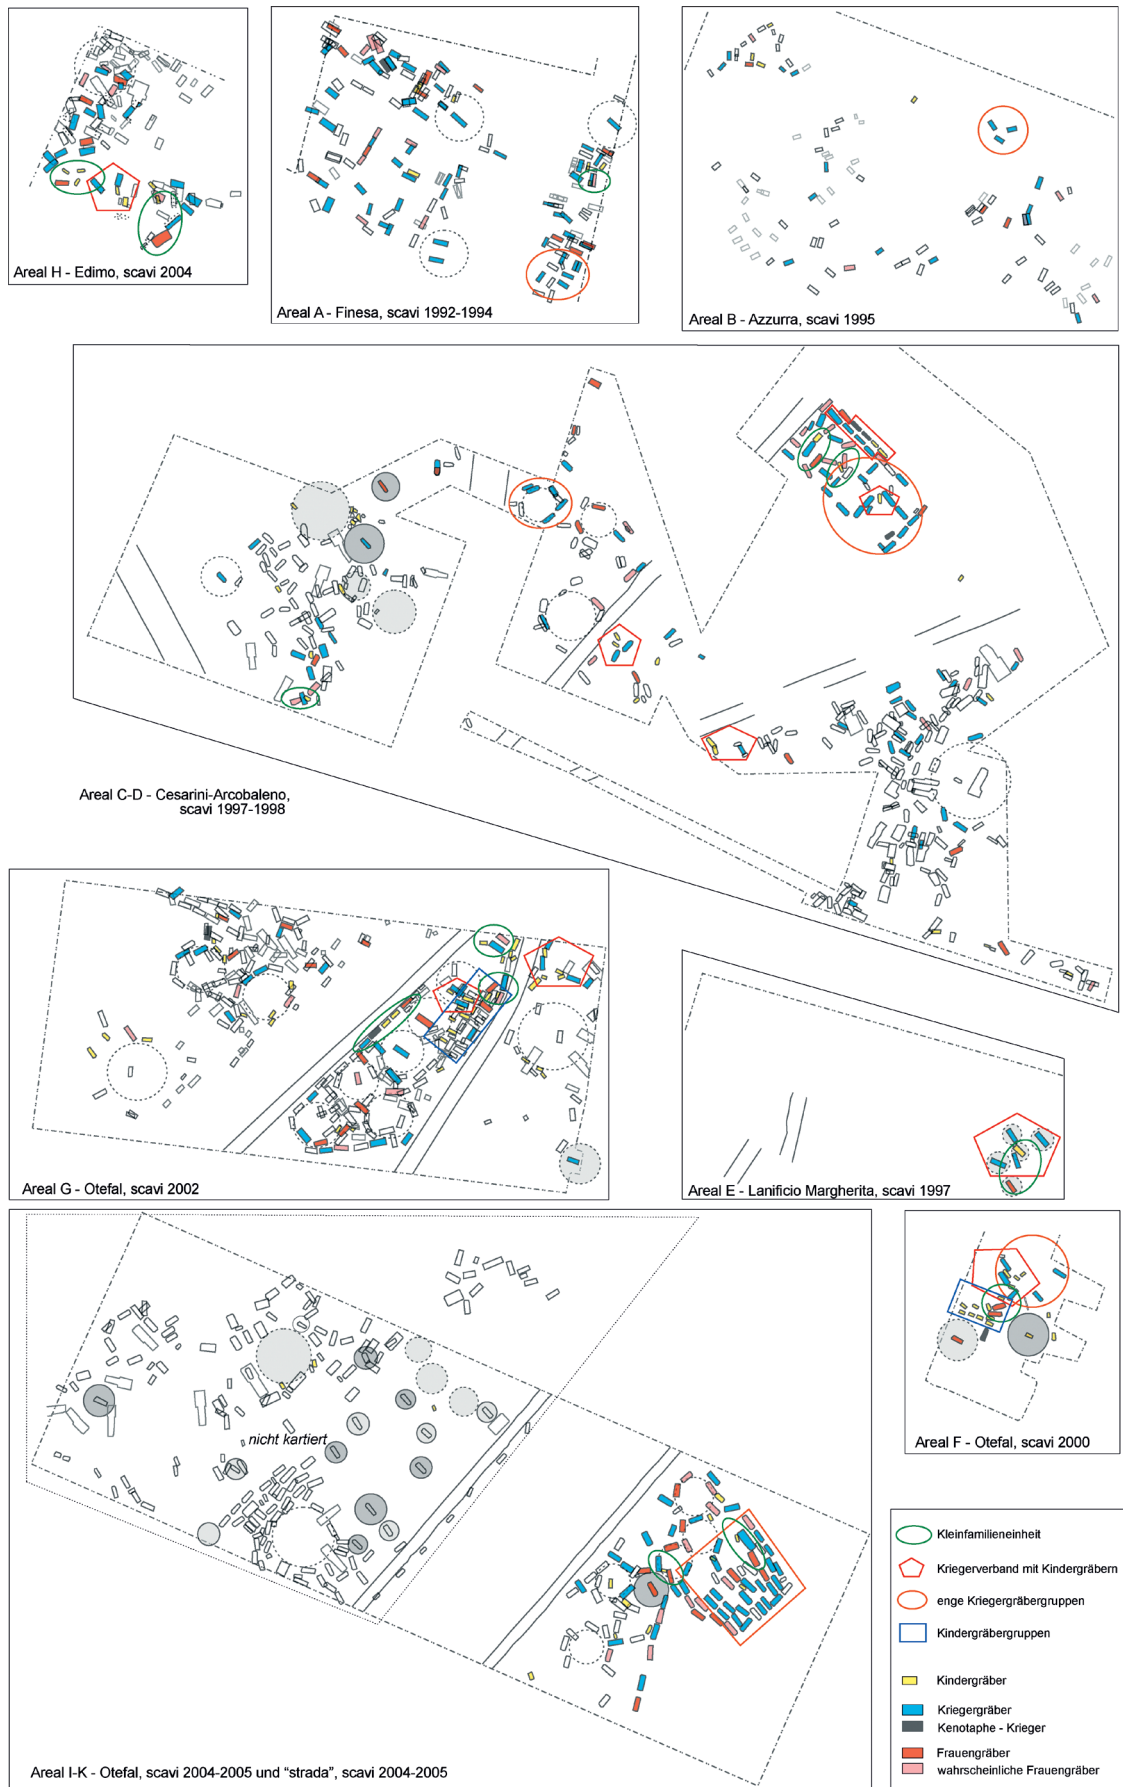 Areal H - Edimo, scavi 2004
Areal A - Finesa, scavi 1992-1994
Areal B - Azzurra, scavi 1995
Areal C-D - Cesarini-Arcobaleno,
scavi 1997-1998
Areal G - Otefal, scavi 2002
Areal E - Lanificio Margherita, scavi 1997
nicht kartiert
Areal F - Otefal, scavi 2000
Areal I-K - Otefal, scavi 2004-2005 und "strada", scavi 2004-2005
Kleinfamilieneinheit
Kriegerverband mit Kindergräbern
enge Kriegergräbergruppen
Kindergräbergruppen
Kindergräber
Kriegergräber
Kenotaphe - Krieger
Frauengräber
wahrscheinliche Frauengräber